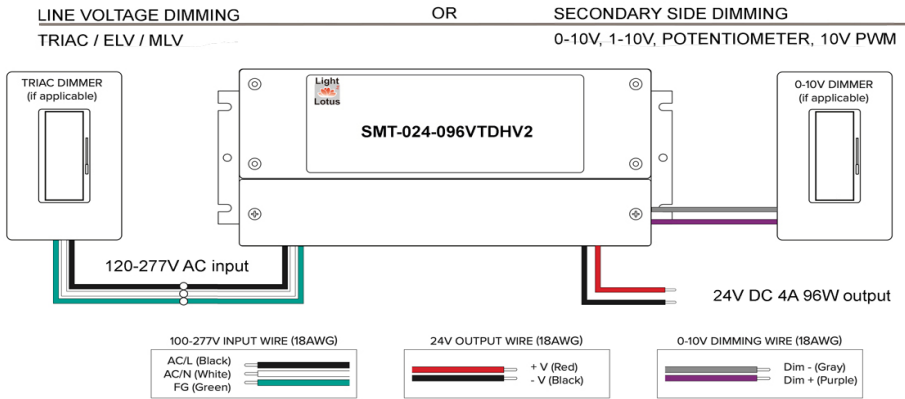 LINE VOLTAGE DIMMING OR SECONDARY SIDE DIMMING
TRIAC / ELV / MLV 0-10V, 1-10V, POTENTIOMETER, 10V PWM
TRIAC DIMMER
(if applicable)
Light
Lotus
SMT-024-096VTDHV2
0-10V DIMMER
(if applicable)
120-277V AC input
24V DC 4A 96W output
100-277V INPUT WIRE (18AWG)
AC/L (Black)
AC/N (White)
FG (Green)
24V OUTPUT WIRE (18AWG)
+ V (Red)
- V (Black)
0-10V DIMMING WIRE (18AWG)
Dim - (Gray)
Dim + (Purple)